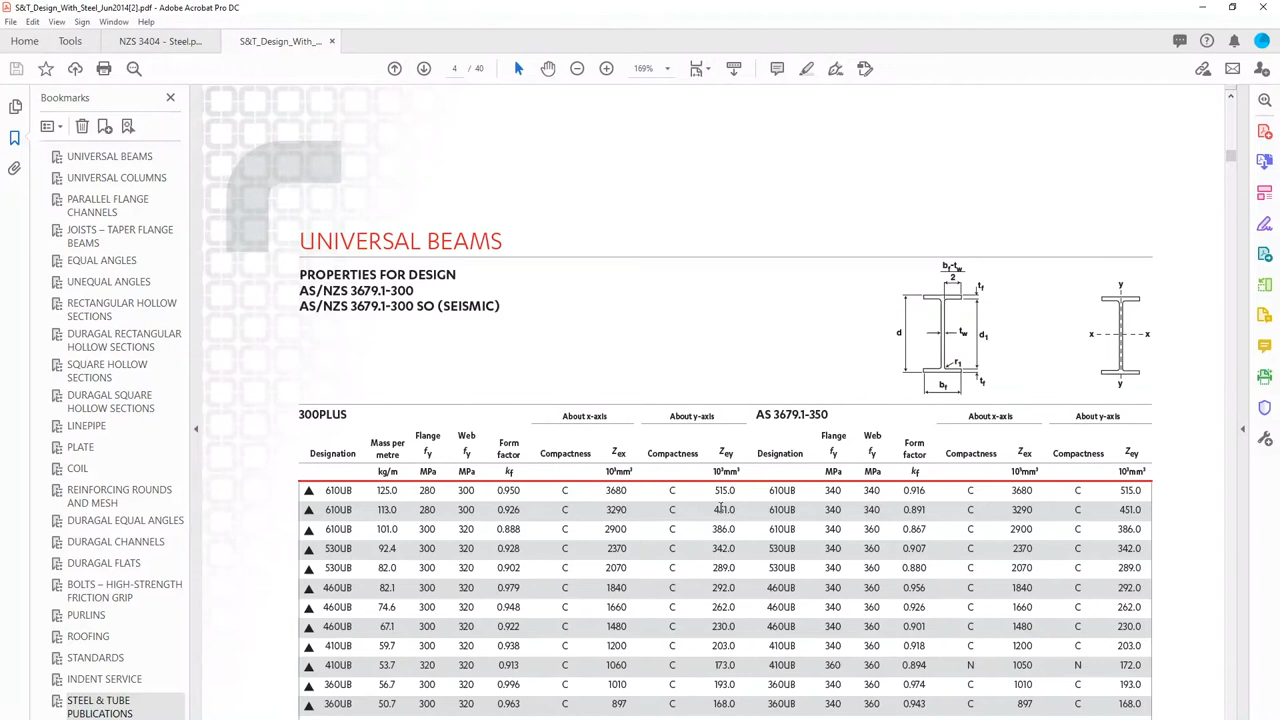 S&T_Design_With_Steel_Jun2014[2].pdf - Adobe Acrobat Pro DC
File Edit View Sign Window Help
Home Tools NZS 3404 - Steel.p... S&T_Design_With_... ×
4 / 40 169%
Bookmarks
UNIVERSAL BEAMS
UNIVERSAL COLUMNS
PARALLEL FLANGE
CHANNELS
JOISTS – TAPER FLANGE
BEAMS
EQUAL ANGLES
UNEQUAL ANGLES
RECTANGULAR HOLLOW
SECTIONS
DURAGAL RECTANGULAR
HOLLOW SECTIONS
SQUARE HOLLOW
SECTIONS
DURAGAL SQUARE
HOLLOW SECTIONS
LINEPIPE
PLATE
COIL
REINFORCING ROUNDS
AND MESH
DURAGAL EQUAL ANGLES
DURAGAL CHANNELS
DURAGAL FLATS
BOLTS – HIGH-STRENGTH
FRICTION GRIP
PURLINS
ROOFING
STANDARDS
INDENT SERVICE
STEEL & TUBE
PUBLICATIONS
UNIVERSAL BEAMS
PROPERTIES FOR DESIGN
AS/NZS 3679.1-300
AS/NZS 3679.1-300 SO (SEISMIC)
bf-tw
2
tf
d
tw
d1
r1
bf
tf
y
x x
y
300PLUS About x-axis About y-axis AS 3679.1-350 About x-axis About y-axis
Designation Mass per metre Flange fy Web fy Form factor kf Compactness Zex Compactness Zey Designation Flange fy Web fy Form factor kf Compactness Zex Compactness Zey
kg/m MPa MPa kf 10³mm³ 10³mm³ MPa MPa kf 10³mm³ 10³mm³
▲ 610UB 125.0 280 300 0.950 C 3680 C 515.0 610UB 340 340 0.916 C 3680 C 515.0
▲ 610UB 113.0 280 300 0.926 C 3290 C 451.0 610UB 340 340 0.891 C 3290 C 451.0
▲ 610UB 101.0 300 320 0.888 C 2900 C 386.0 610UB 340 360 0.867 C 2900 C 386.0
▲ 530UB 92.4 300 320 0.928 C 2370 C 342.0 530UB 340 360 0.907 C 2370 C 342.0
▲ 530UB 82.0 300 320 0.902 C 2070 C 289.0 530UB 340 360 0.880 C 2070 C 289.0
▲ 460UB 82.1 300 320 0.979 C 1840 C 292.0 460UB 340 360 0.956 C 1840 C 292.0
▲ 460UB 74.6 300 320 0.948 C 1660 C 262.0 460UB 340 360 0.926 C 1660 C 262.0
▲ 460UB 67.1 300 320 0.922 C 1480 C 230.0 460UB 340 360 0.901 C 1480 C 230.0
▲ 410UB 59.7 300 320 0.938 C 1200 C 203.0 410UB 340 360 0.918 C 1200 C 203.0
▲ 410UB 53.7 320 320 0.913 C 1060 C 173.0 410UB 360 360 0.894 N 1050 N 172.0
▲ 360UB 56.7 300 320 0.996 C 1010 C 193.0 360UB 340 360 0.974 C 1010 C 193.0
▲ 360UB 50.7 300 320 0.963 C 897 C 168.0 360UB 340 360 0.943 C 897 C 168.0